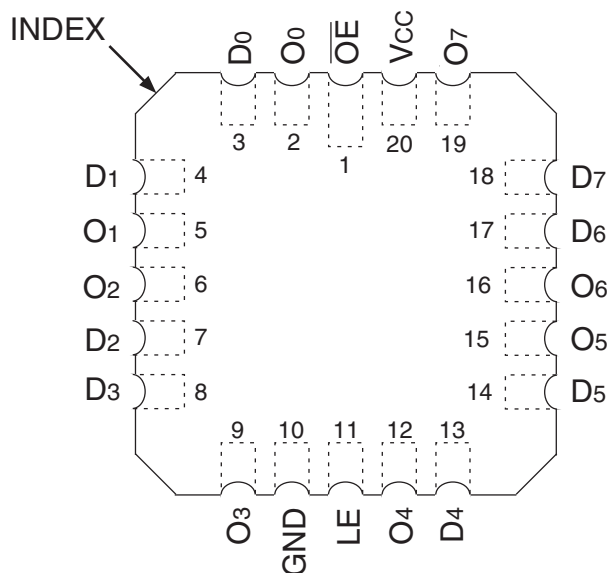 INDEX
D0 O0 OE VCC O7
3 2 1 20 19
D1 4 18 D7
O1 5 17 D6
O2 6 16 O6
D2 7 15 O5
D3 8 14 D5
9 10 11 12 13
O3 GND LE O4 D4